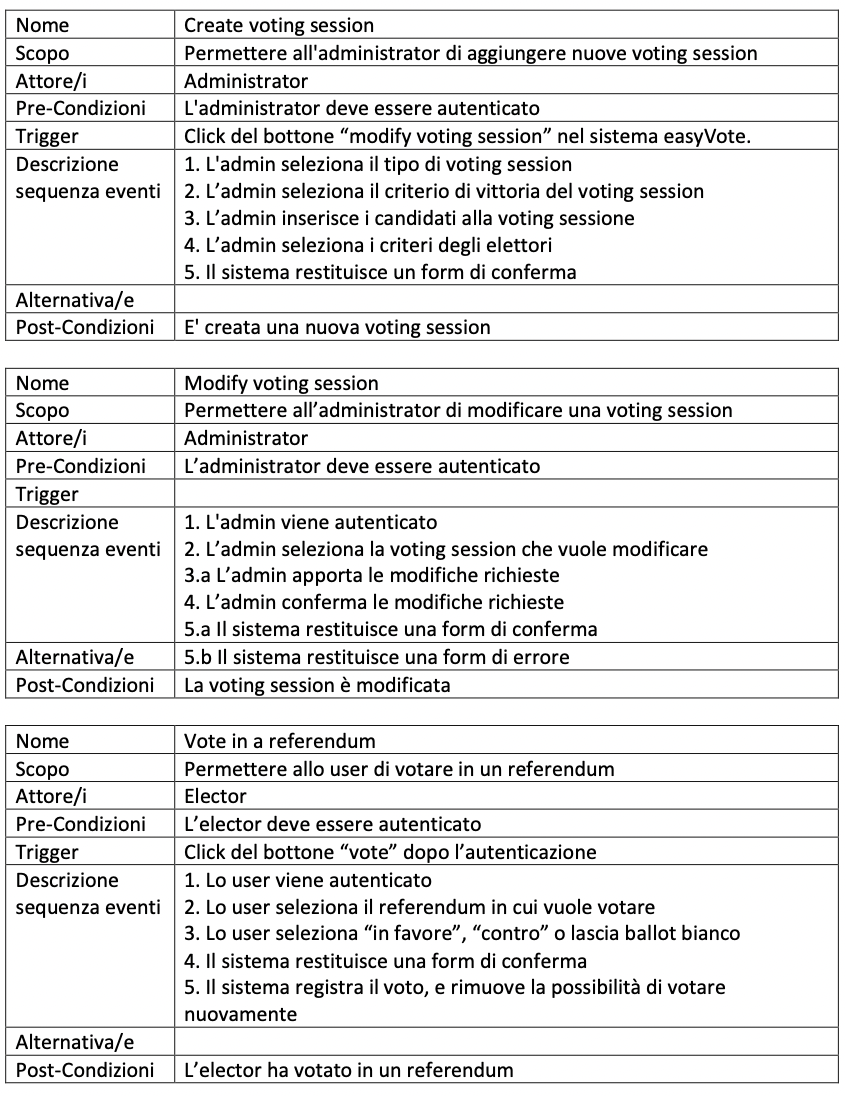 Nome Create voting session
Scopo Permettere all'administrator di aggiungere nuove voting session
Attore/i Administrator
Pre-Condizioni L'administrator deve essere autenticato
Trigger Click del bottone “modify voting session” nel sistema easyVote.
Descrizione 1. L'admin seleziona il tipo di voting session
sequenza eventi 2. L’admin seleziona il criterio di vittoria del voting session
3. L’admin inserisce i candidati alla voting sessione
4. L’admin seleziona i criteri degli elettori
5. Il sistema restituisce un form di conferma
Alternativa/e
Post-Condizioni E' creata una nuova voting session
Nome Modify voting session
Scopo Permettere all’administrator di modificare una voting session
Attore/i Administrator
Pre-Condizioni L’administrator deve essere autenticato
Trigger
Descrizione 1. L'admin viene autenticato
sequenza eventi 2. L’admin seleziona la voting session che vuole modificare
3.a L’admin apporta le modifiche richieste
4. L’admin conferma le modifiche richieste
5.a Il sistema restituisce una form di conferma
Alternativa/e 5.b Il sistema restituisce una form di errore
Post-Condizioni La voting session è modificata
Nome Vote in a referendum
Scopo Permettere allo user di votare in un referendum
Attore/i Elector
Pre-Condizioni L’elector deve essere autenticato
Trigger Click del bottone “vote” dopo l’autenticazione
Descrizione 1. Lo user viene autenticato
sequenza eventi 2. Lo user seleziona il referendum in cui vuole votare
3. Lo user seleziona “in favore”, “contro” o lascia ballot bianco
4. Il sistema restituisce una form di conferma
5. Il sistema registra il voto, e rimuove la possibilità di votare
nuovamente
Alternativa/e
Post-Condizioni L’elector ha votato in un referendum